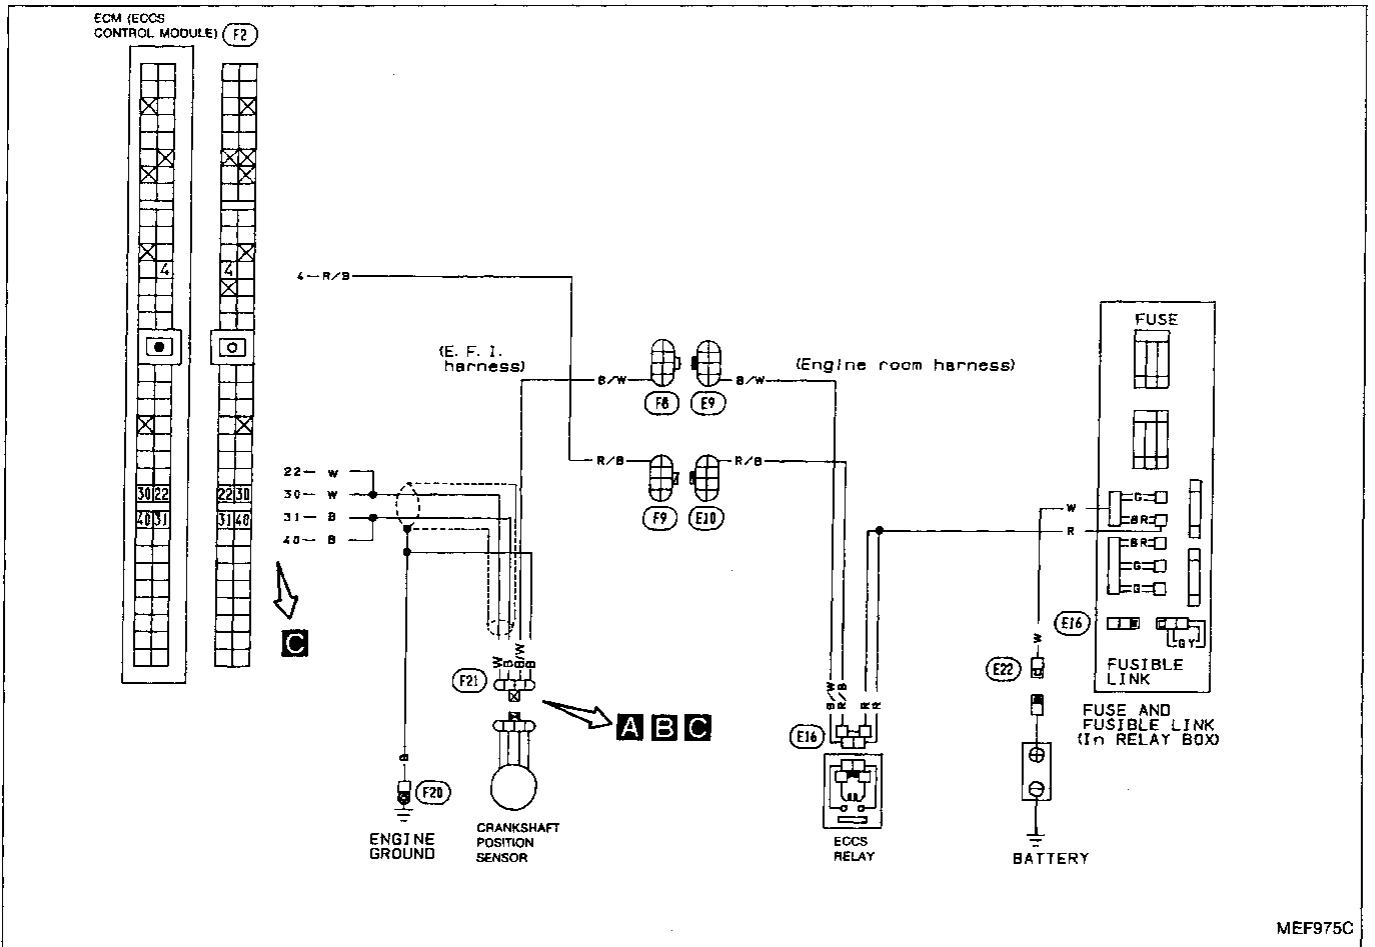 ECM (ECCS
CONTROL MODULE) F2
4 4
4 R/B
(E. F. I.
harness)
(Engine room harness)
FUSE
B/W B/W
F8 E9
R/B R/B
F9 E10
22 W
30 W
31 B
40 B
30 22 22 30
40 31 31 40
C
W
R
G
BR
BR
G
G
E16
GY
FUSIBLE
LINK
W
E22
FUSE AND
FUSIBLE LINK
(In RELAY BOX)
W B B/W B
F21
A B C
B/W R/B R R
E16
B
F20
ENGINE
GROUND
CRANKSHAFT
POSITION
SENSOR
ECCS
RELAY
BATTERY
MEF975C